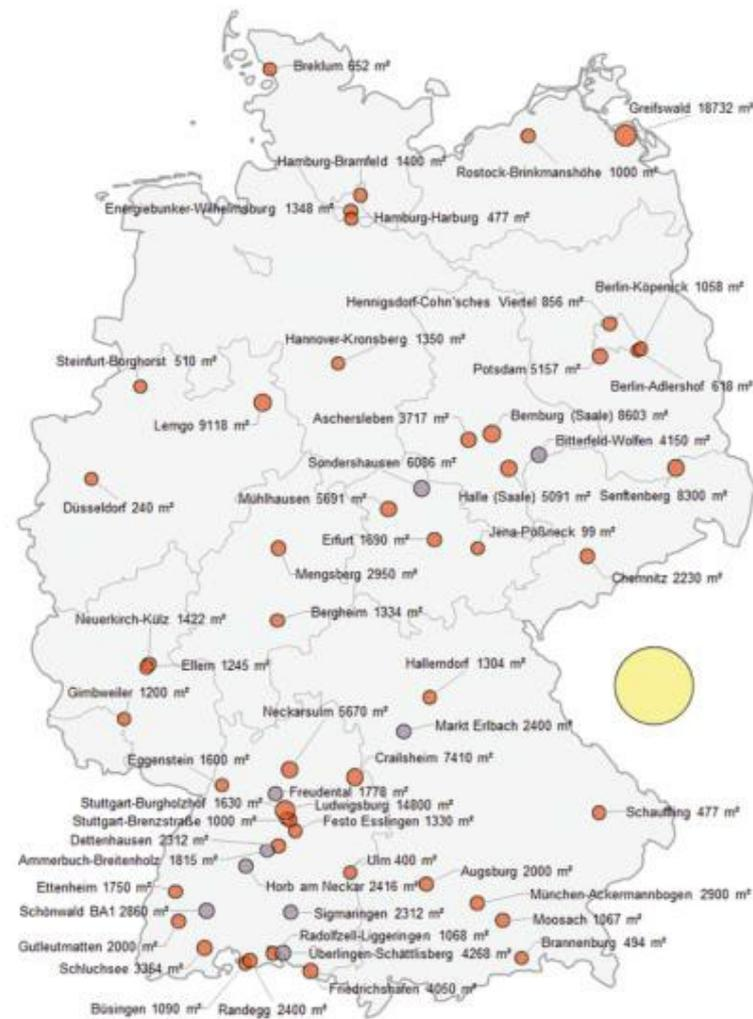 Breklum 652 m²
Greifswald 18732 m²
Hamburg-Bramfeld 1400 m²
Rostock-Brinkmanshöhe 1000 m²
Energiebunker-Wilhelmsburg 1348 m²
Hamburg-Harburg 477 m²
Berlin-Köpenick 1058 m²
Hennigsdorf-Cohn'sches Viertel 856 m²
Hannover-Kronsberg 1350 m²
Steinfurt-Borghorst 510 m²
Potsdam 5157 m²
Berlin-Adlershof 618 m²
Lemgo 9118 m²
Aschersleben 3717 m²
Bernburg (Saale) 8603 m²
Bitterfeld-Wolfen 4150 m²
Sondershausen 6086 m²
Düsseldorf 240 m²
Mühlhausen 5691 m²
Halle (Saale) 5091 m²
Senftenberg 8300 m²
Erfurt 1690 m²
Jena-Pößneck 99 m²
Mengsberg 2950 m²
Chemnitz 2230 m²
Neuerkirch-Külz 1422 m²
Bergheim 1334 m²
Ellern 1245 m²
Hallerndorf 1304 m²
Gimbweiler 1200 m²
Neckarsulm 5670 m²
Markt Erlbach 2400 m²
Eggenstein 1600 m²
Crailsheim 7410 m²
Freudental 1778 m²
Stuttgart-Burgholzhof 1630 m²
Ludwigsburg 14800 m²
Stuttgart-Brenzstraße 1000 m²
Festo Esslingen 1330 m²
Schaufling 477 m²
Dettenhausen 2312 m²
Ammerbuch-Breitenholz 1815 m²
Ulm 400 m²
Augsburg 2000 m²
Ettenheim 1750 m²
Horb am Neckar 2416 m²
München-Ackermannbogen 2900 m²
Schönwald BA1 2860 m²
Sigmaringen 2312 m²
Moosach 1067 m²
Gutleutmatten 2000 m²
Radolfzell-Liggeringen 1068 m²
Überlingen-Schättlisberg 4268 m²
Brannenburg 494 m²
Schluchsee 3364 m²
Friedrichshafen 4050 m²
Büsingen 1090 m²
Randegg 2400 m²